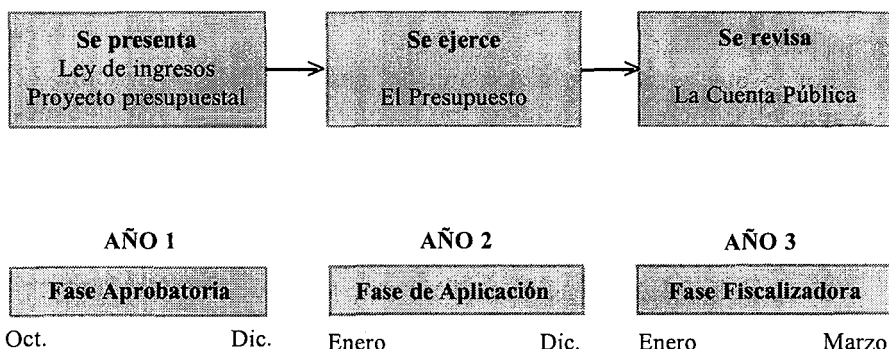 Se presenta
Ley de ingresos
Proyecto presupuestal
Se ejerce
El Presupuesto
Se revisa
La Cuenta Pública
AÑO 1
AÑO 2
AÑO 3
Fase Aprobatoria
Fase de Aplicación
Fase Fiscalizadora
Oct. Dic.
Enero Dic.
Enero Marzo